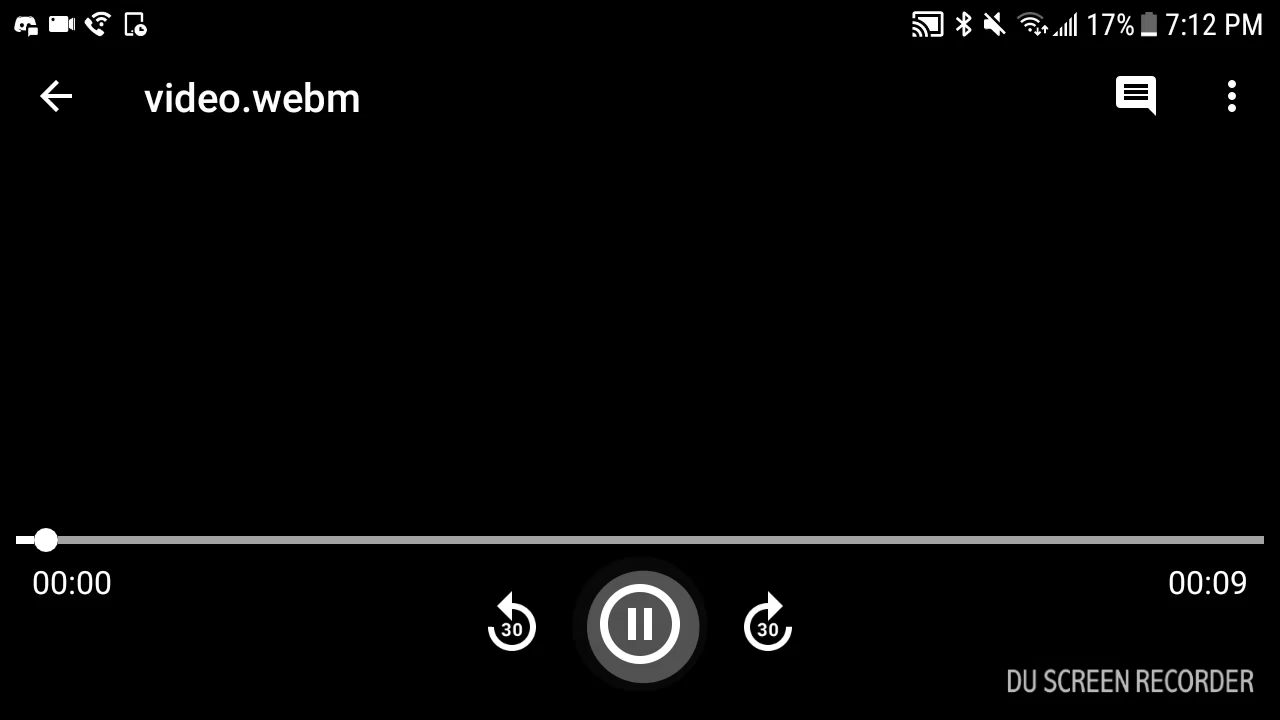 17% 7:12 PM
video.webm
00:00
00:09
30
30
DU SCREEN RECORDER